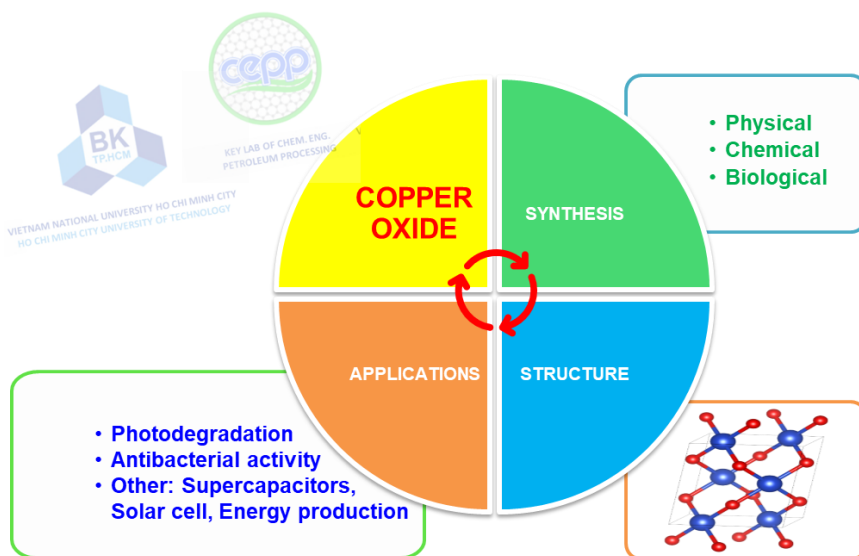 cepp
KEY LAB OF CHEM. ENG.
PETROLEUM PROCESSING
BK
TP.HCM
VIETNAM NATIONAL UNIVERSITY HO CHI MINH CITY
HO CHI MINH CITY UNIVERSITY OF TECHNOLOGY
COPPER
OXIDE
SYNTHESIS
• Physical
• Chemical
• Biological
APPLICATIONS
STRUCTURE
• Photodegradation
• Antibacterial activity
• Other: Supercapacitors,
Solar cell, Energy production